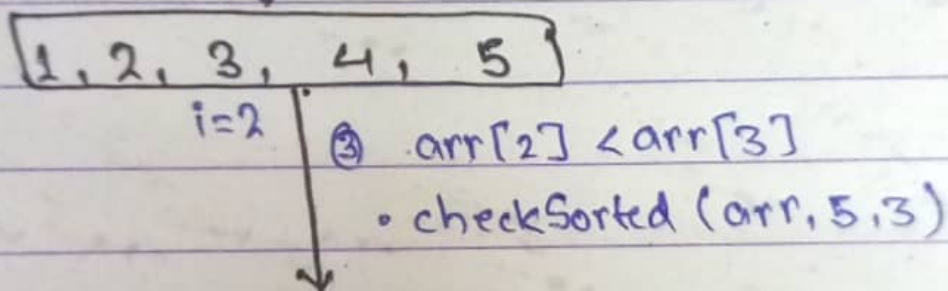 1, 2, 3, 4, 5
i=2
③ arr[2] < arr[3]
• checkSorted (arr, 5, 3)